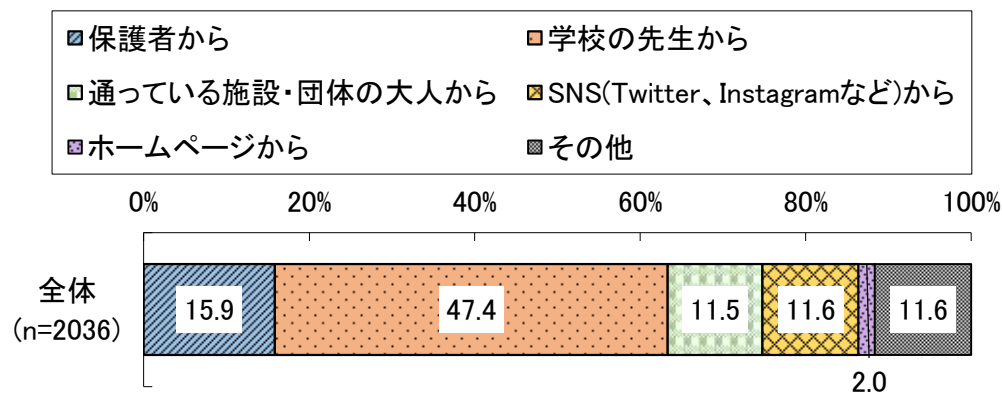 保護者から 学校の先生から
通っている施設・団体の大人から SNS(Twitter、Instagramなど)から
ホームページから その他
0% 20% 40% 60% 80% 100%
全体
(n=2036)
15.9 47.4 11.5 11.6 11.6
2.0